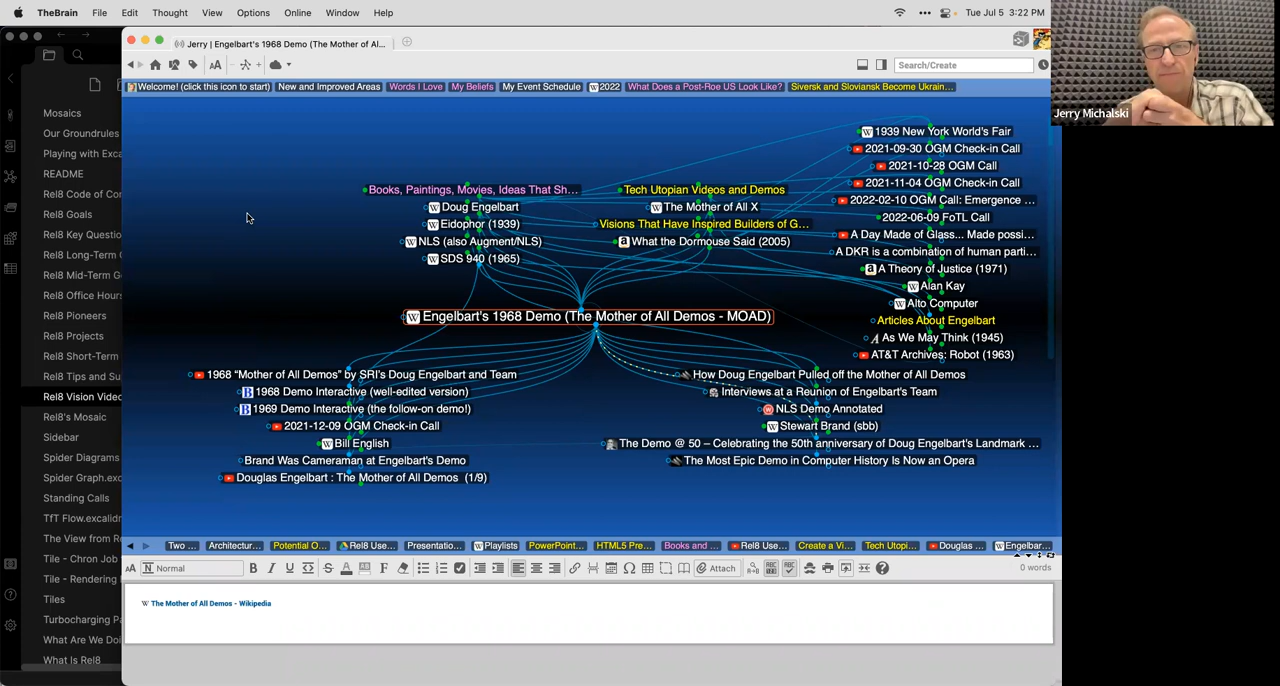 TheBrain File Edit Thought View Options Online Window Help
Tue Jul 5 3:22 PM
Jerry | Engelbart's 1968 Demo (The Mother of Al...
AA
Search/Create
Welcome! (click this icon to start) New and Improved Areas Words I Love My Beliefs My Event Schedule 2022 What Does a Post-Roe US Look Like? Siversk and Sloviansk Become Ukrain...
Jerry Michalski
Mosaics
Our Groundrules
Playing with Exca
README
Rel8 Code of Con
Rel8 Goals
Rel8 Key Questio
Rel8 Long-Term G
Rel8 Mid-Term G
Rel8 Office Hours
Rel8 Pioneers
Rel8 Projects
Rel8 Short-Term
Rel8 Tips and Su
Rel8 Vision Video
Rel8's Mosaic
Sidebar
Spider Diagrams
Spider Graph.exc
Standing Calls
TfT Flow.excalidr
The View from R
Tile - Chron Job
Tile - Rendering
Tiles
Turbocharging Pa
What Are We Doi
What Is Rel8
Books, Paintings, Movies, Ideas That Sh...
Doug Engelbart
Eidophor (1939)
NLS (also Augment/NLS)
SDS 940 (1965)
Tech Utopian Videos and Demos
The Mother of All X
Visions That Have Inspired Builders of G...
What the Dormouse Said (2005)
1939 New York World's Fair
2021-09-30 OGM Check-in Call
2021-10-28 OGM Call
2021-11-04 OGM Check-in Call
2022-02-10 OGM Call: Emergence ...
2022-06-09 FoTL Call
A Day Made of Glass... Made possi...
A DKR is a combination of human parti...
A Theory of Justice (1971)
Alan Kay
Alto Computer
Articles About Engelbart
As We May Think (1945)
AT&T Archives: Robot (1963)
Engelbart's 1968 Demo (The Mother of All Demos - MOAD)
1968 “Mother of All Demos” by SRI's Doug Engelbart and Team
1968 Demo Interactive (well-edited version)
1969 Demo Interactive (the follow-on demo!)
2021-12-09 OGM Check-in Call
Bill English
Brand Was Cameraman at Engelbart's Demo
Douglas Engelbart : The Mother of All Demos (1/9)
How Doug Engelbart Pulled off the Mother of All Demos
Interviews at a Reunion of Engelbart's Team
NLS Demo Annotated
Stewart Brand (sbb)
The Demo @ 50 – Celebrating the 50th anniversary of Doug Engelbart's Landmark ...
The Most Epic Demo in Computer History Is Now an Opera
Two ... Architectur... Potential O... Rel8 Use... Presentatio... Playlists PowerPoint... HTML5 Pre... Books and ... Rel8 Use... Create a Vi... Tech Utopi... Douglas ... Engelbar...
AA N Normal B I U S A F Attach
0 words
W The Mother of All Demos - Wikipedia